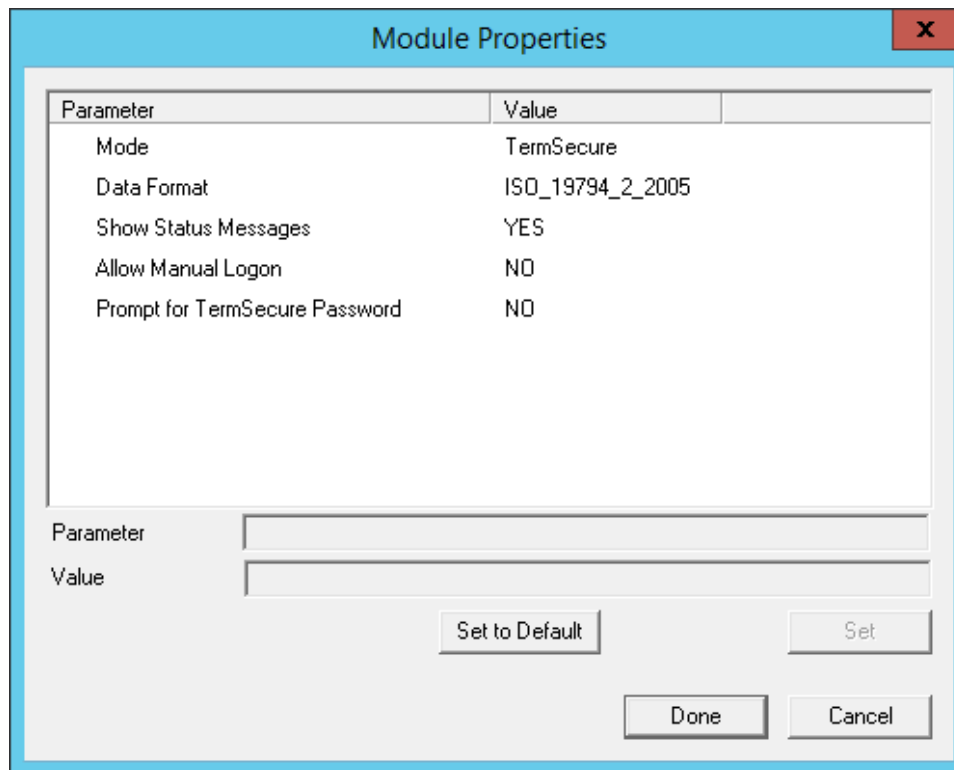 Module Properties
x
Parameter Value
Mode TermSecure
Data Format ISO_19794_2_2005
Show Status Messages YES
Allow Manual Logon NO
Prompt for TermSecure Password NO
Parameter
Value
Set to Default Set
Done Cancel